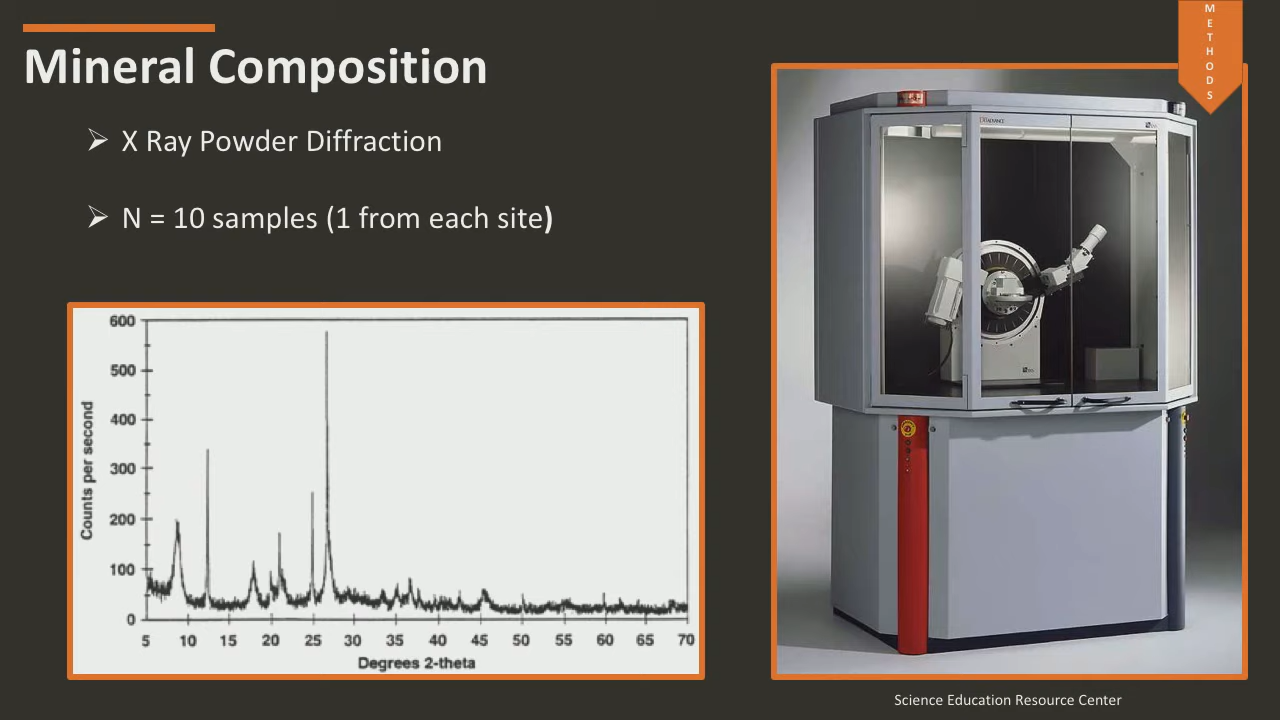 METHODS
Mineral Composition
X Ray Powder Diffraction
N = 10 samples (1 from each site)
600
500
400
300
200
100
0
Counts per second
5 10 15 20 25 30 35 40 45 50 55 60 65 70
Degrees 2-theta
D8 ADVANCE
Science Education Resource Center